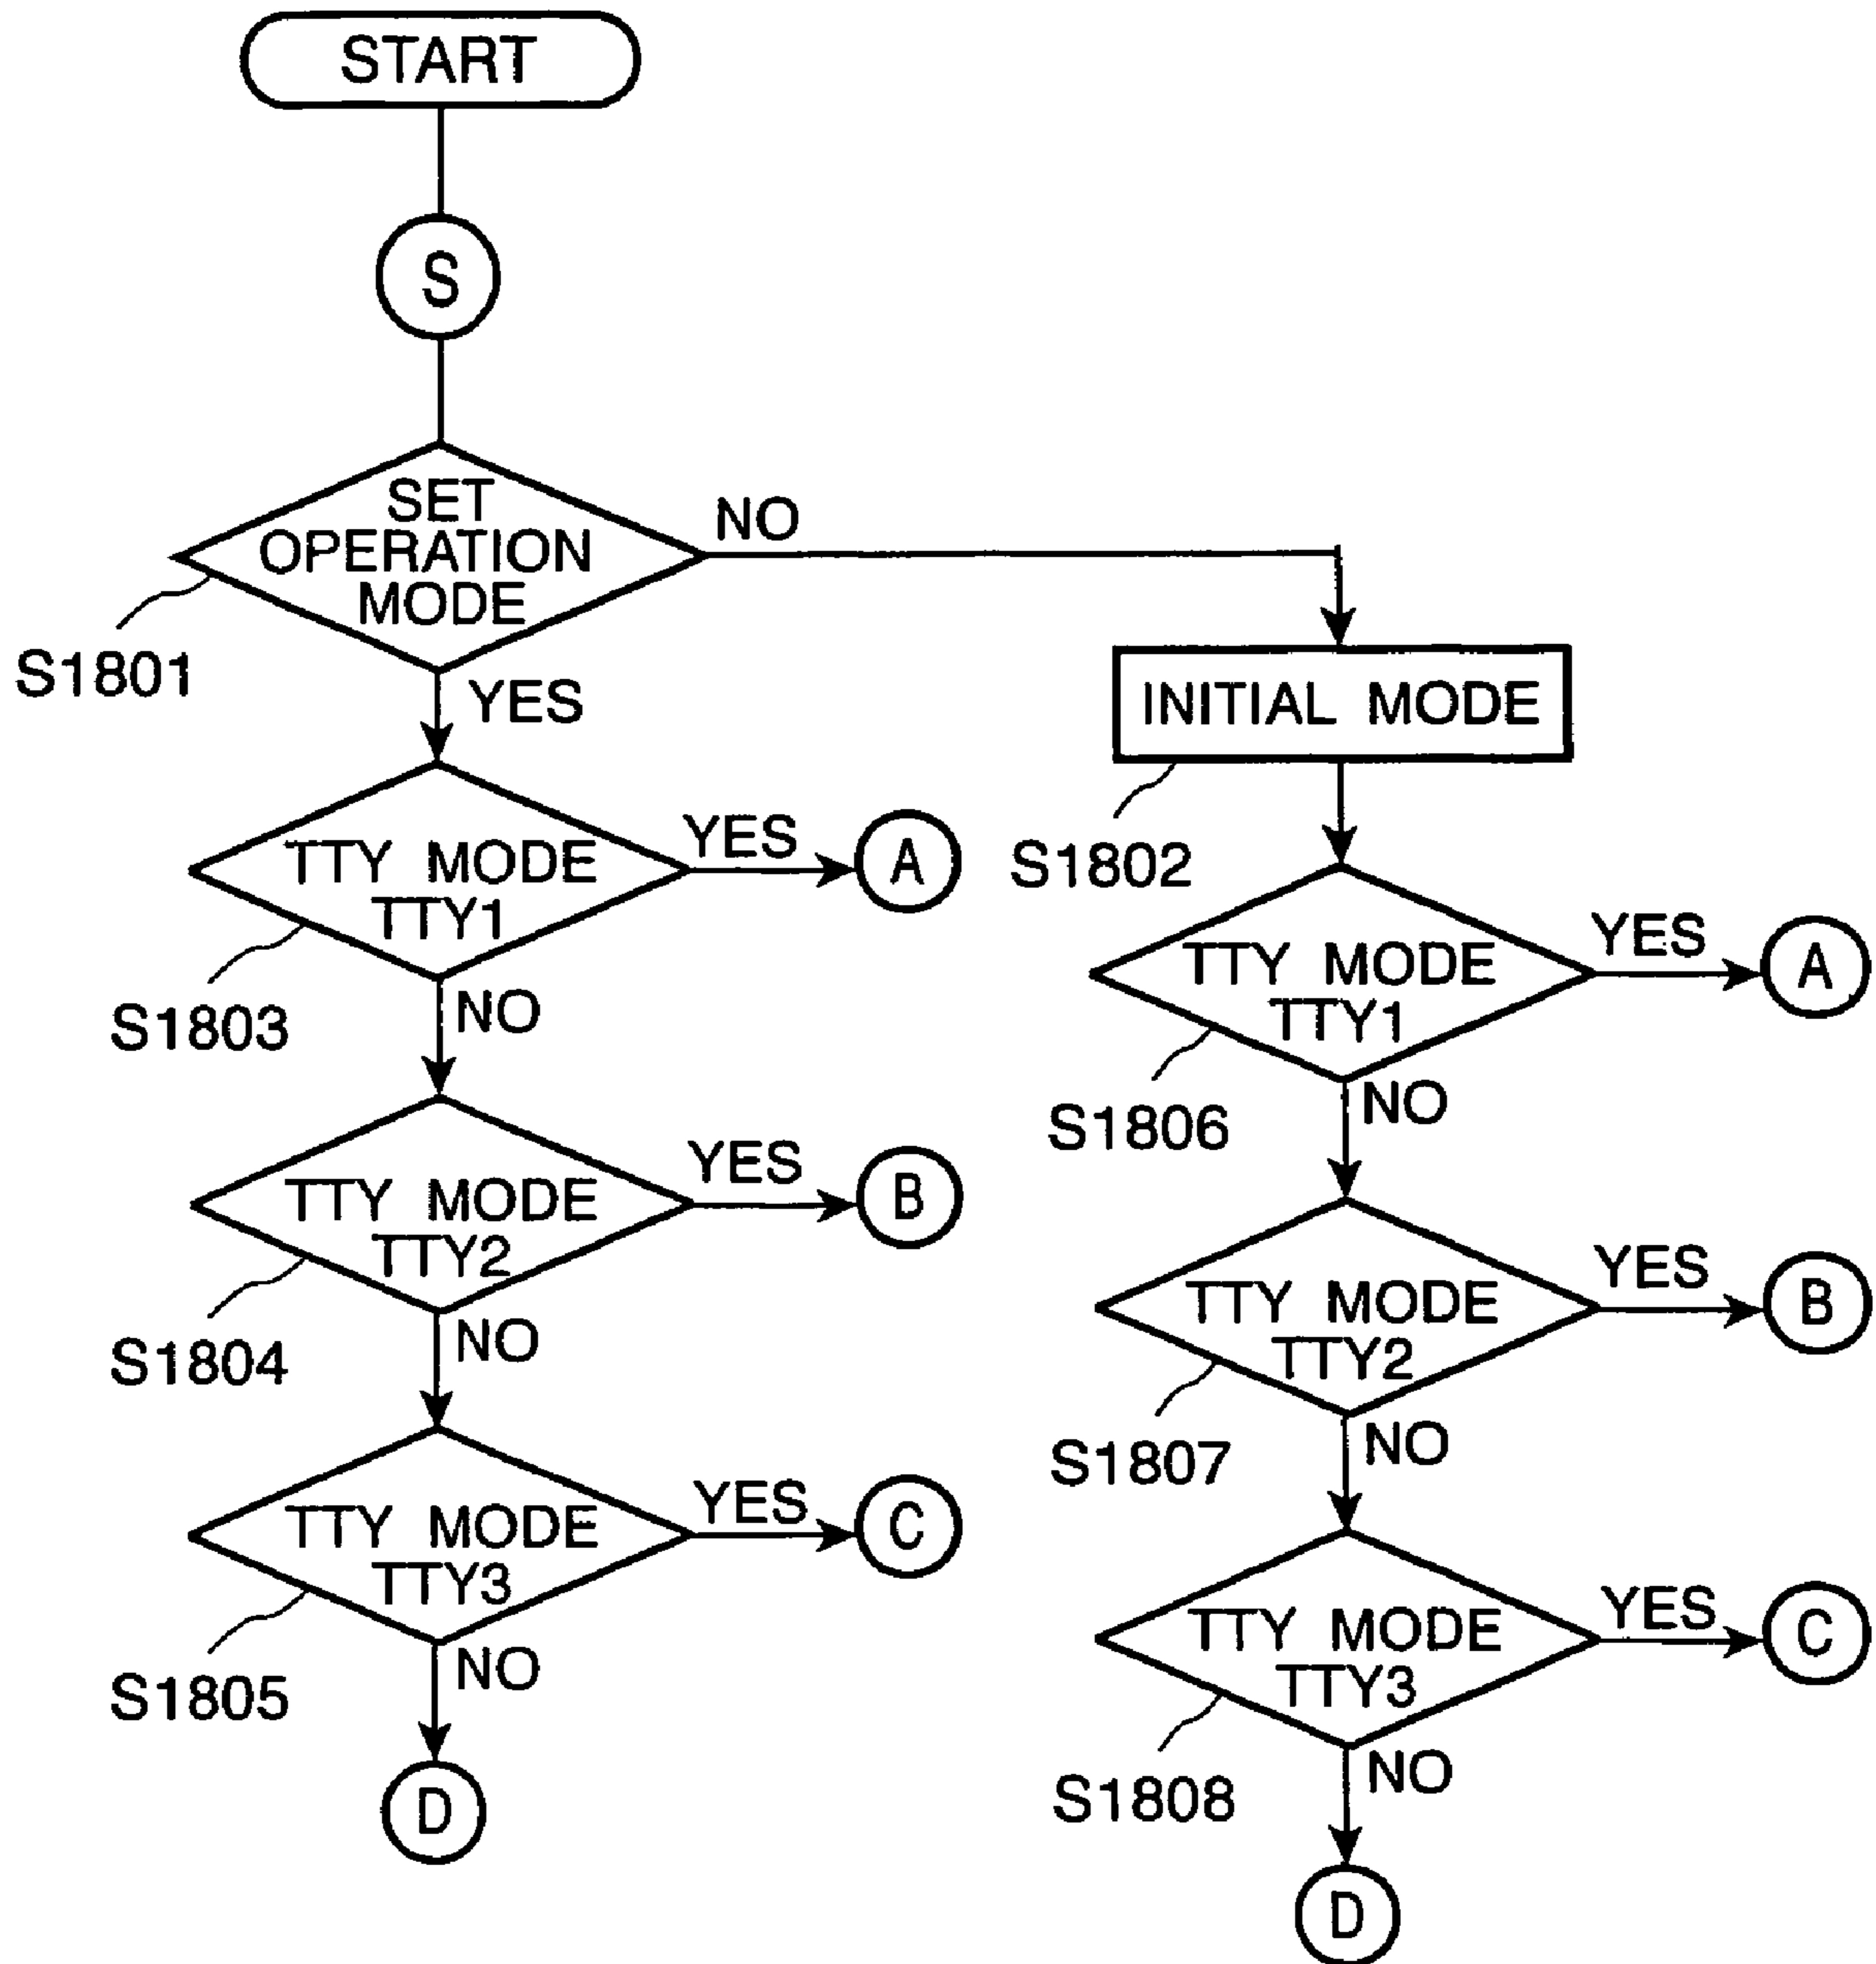 START
S
SET
OPERATION
MODE
NO
S1801
YES
TTY MODE
TTY1
YES
A
S1803
NO
TTY MODE
TTY2
YES
B
S1804
NO
TTY MODE
TTY3
YES
C
S1805
NO
D
INITIAL MODE
S1802
TTY MODE
TTY1
YES
A
S1806
NO
TTY MODE
TTY2
YES
B
S1807
NO
TTY MODE
TTY3
YES
C
S1808
NO
D